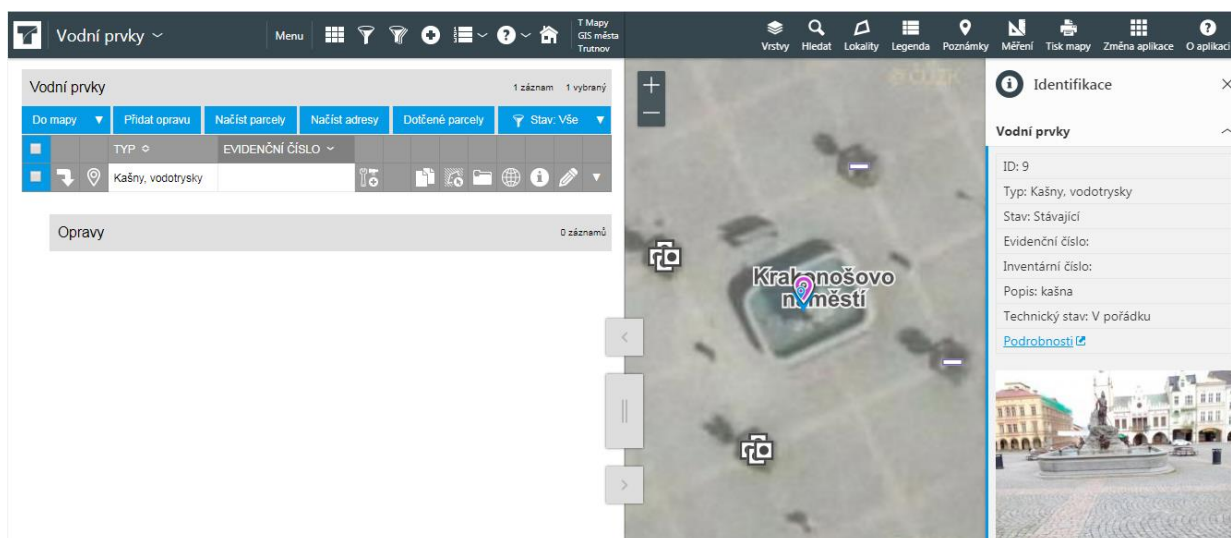 Vodní prvky
Menu
T Mapy
GIS města
Trutnov
Vrstvy
Hledat
Lokality
Legenda
Poznámky
Měření
Tisk mapy
Změna aplikace
O aplikaci
Vodní prvky
1 záznam 1 vybraný
Do mapy
Přidat opravu
Načíst parcely
Načíst adresy
Dotčené parcely
Stav: Vše
TYP
EVIDENČNÍ ČÍSLO
Kašny, vodotrysky
Opravy
0 záznamů
© ČÚZK
Krakonošovo
náměstí
Identifikace
Vodní prvky
ID: 9
Typ: Kašny, vodotrysky
Stav: Stávající
Evidenční číslo:
Inventární číslo:
Popis: kašna
Technický stav: V pořádku
Podrobnosti